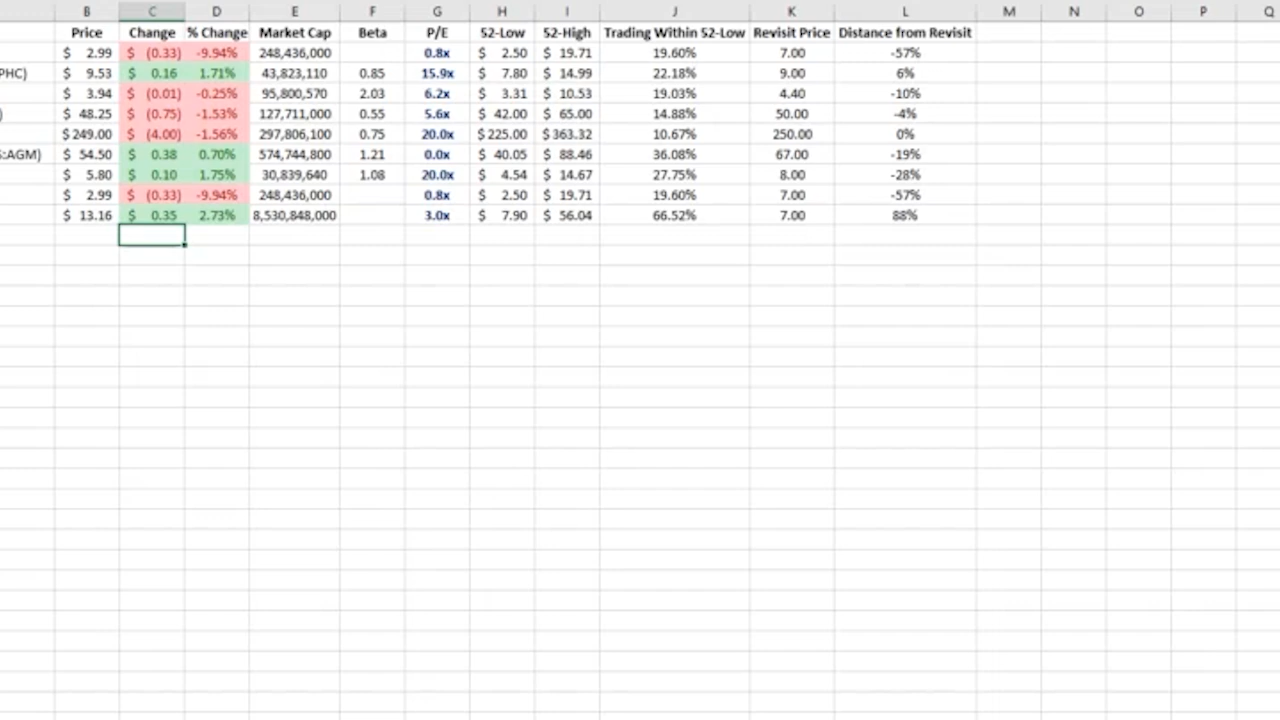 B C D E F G H I J K L M N O P Q
Price Change % Change Market Cap Beta P/E 52-Low 52-High Trading Within 52-Low Revisit Price Distance from Revisit
$ 2.99 $ (0.33) -9.94% 248,436,000 0.8x $ 2.50 $ 19.71 19.60% 7.00 -57%
PHC) $ 9.53 $ 0.16 1.71% 43,823,110 0.85 15.9x $ 7.80 $ 14.99 22.18% 9.00 6%
$ 3.94 $ (0.01) -0.25% 95,800,570 2.03 6.2x $ 3.31 $ 10.53 19.03% 4.40 -10%
) $ 48.25 $ (0.75) -1.53% 127,711,000 0.55 5.6x $ 42.00 $ 65.00 14.88% 50.00 -4%
$ 249.00 $ (4.00) -1.56% 297,806,100 0.75 20.0x $ 225.00 $ 363.32 10.67% 250.00 0%
S:AGM) $ 54.50 $ 0.38 0.70% 574,744,800 1.21 0.0x $ 40.05 $ 88.46 36.08% 67.00 -19%
$ 5.80 $ 0.10 1.75% 30,839,640 1.08 20.0x $ 4.54 $ 14.67 27.75% 8.00 -28%
$ 2.99 $ (0.33) -9.94% 248,436,000 0.8x $ 2.50 $ 19.71 19.60% 7.00 -57%
$ 13.16 $ 0.35 2.73% 8,530,848,000 3.0x $ 7.90 $ 56.04 66.52% 7.00 88%